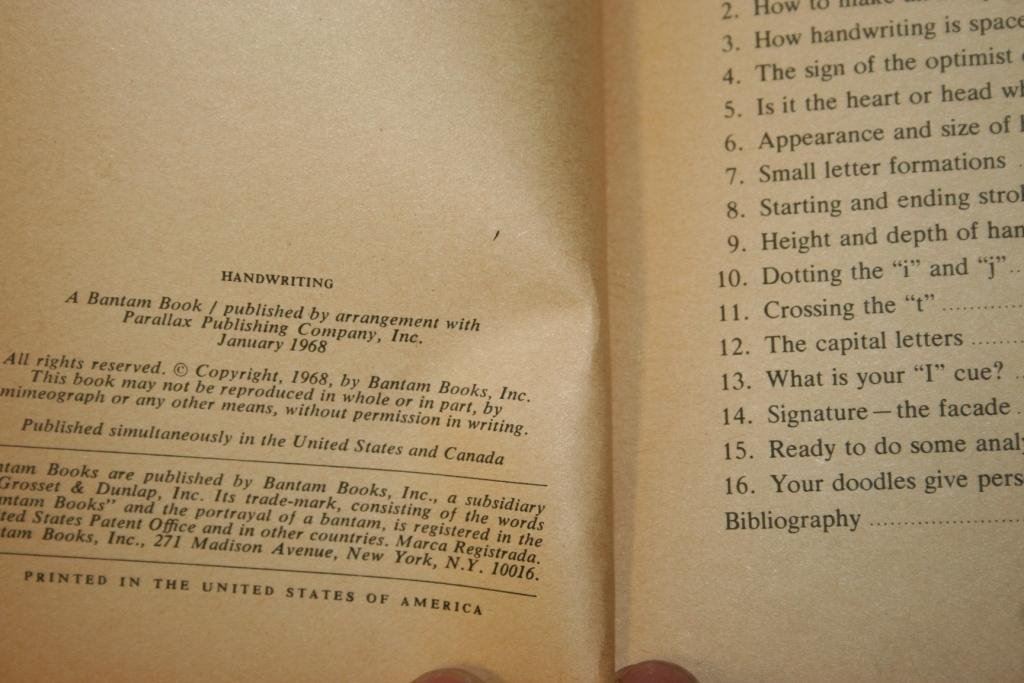 HANDWRITING
A Bantam Book / published by arrangement with
Parallax Publishing Company, Inc.
January 1968
All rights reserved. © Copyright, 1968, by Bantam Books, Inc.
This book may not be reproduced in whole or in part, by
mimeograph or any other means, without permission in writing.
Published simultaneously in the United States and Canada
ntam Books are published by Bantam Books, Inc., a subsidiary
Grosset & Dunlap, Inc. Its trade-mark, consisting of the words
ntam Books" and the portrayal of a bantam, is registered in the
ted States Patent Office and in other countries. Marca Registrada.
tam Books, Inc., 271 Madison Avenue, New York, N.Y. 10016.
PRINTED IN THE UNITED STATES OF AMERICA
2. How to make
3. How handwriting is space
4. The sign of the optimist
5. Is it the heart or head wh
6. Appearance and size of
7. Small letter formations
8. Starting and ending strok
9. Height and depth of han
10. Dotting the "i" and "j"..
11. Crossing the "t" ............
12. The capital letters .......
13. What is your "I" cue? .
14. Signature — the facade .
15. Ready to do some analy
16. Your doodles give pers
Bibliography ......................